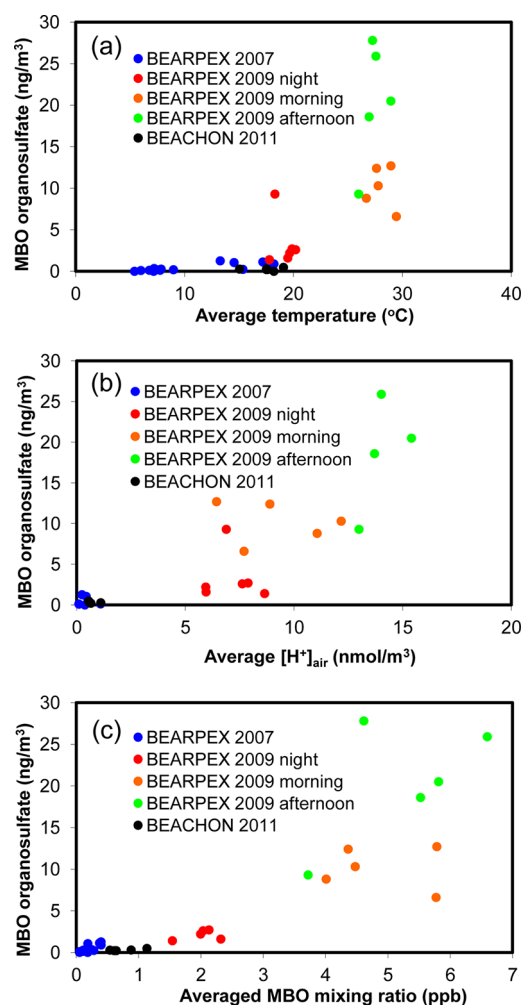 (a)
BEARPEX 2007
BEARPEX 2009 night
BEARPEX 2009 morning
BEARPEX 2009 afternoon
BEACHON 2011
MBO organosulfate (ng/m³)
30
25
20
15
10
5
0
0 10 20 30 40
Average temperature (°C)
(b)
BEARPEX 2007
BEARPEX 2009 night
BEARPEX 2009 morning
BEARPEX 2009 afternoon
BEACHON 2011
MBO organosulfate (ng/m³)
30
25
20
15
10
5
0
0 5 10 15 20
Average [H⁺]air (nmol/m³)
(c)
BEARPEX 2007
BEARPEX 2009 night
BEARPEX 2009 morning
BEARPEX 2009 afternoon
BEACHON 2011
MBO organosulfate (ng/m³)
30
25
20
15
10
5
0
0 1 2 3 4 5 6 7
Averaged MBO mixing ratio (ppb)